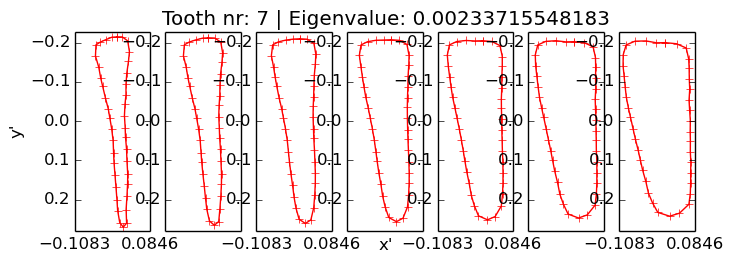 Tooth nr: 7 | Eigenvalue: 0.00233715548183
−0.2 −0.2 −0.2 −0.2 −0.2 −0.2 −0.2
−0.1 −0.1 −0.1 −0.1 −0.1 −0.1 −0.1
0.0 0.0 0.0 0.0 0.0 0.0 0.0
y'
0.1 0.1 0.1 0.1 0.1 0.1 0.1
0.2 0.2 0.2 0.2 0.2 0.2 0.2
−0.1083 0.0846 −0.1083 0.0846 −0.1083 0.0846 −0.1083 0.0846
x'